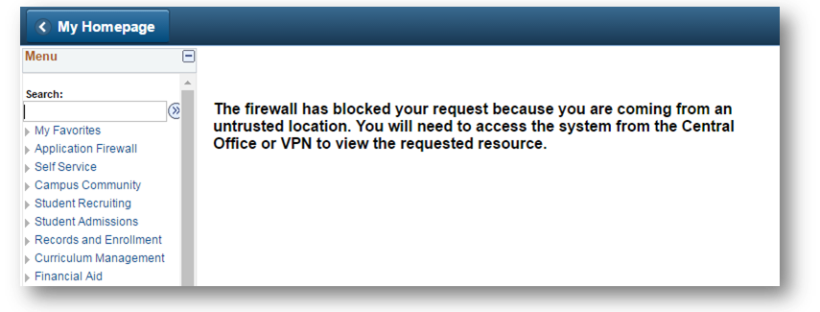 My Homepage
Menu
Search:
My Favorites
Application Firewall
Self Service
Campus Community
Student Recruiting
Student Admissions
Records and Enrollment
Curriculum Management
Financial Aid
The firewall has blocked your request because you are coming from an
untrusted location. You will need to access the system from the Central
Office or VPN to view the requested resource.